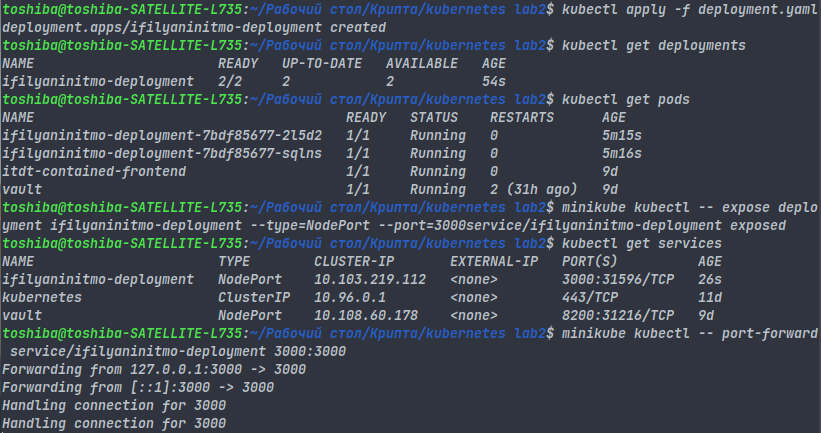 toshiba@toshiba-SATELLITE-L735:~/Рабочий стол/Крипта/kubernetes lab2$ kubectl apply -f deployment.yaml
deployment.apps/ifilyaninitmo-deployment created
toshiba@toshiba-SATELLITE-L735:~/Рабочий стол/Крипта/kubernetes lab2$ kubectl get deployments
NAME                       READY   UP-TO-DATE   AVAILABLE   AGE
ifilyaninitmo-deployment   2/2     2            2           54s
toshiba@toshiba-SATELLITE-L735:~/Рабочий стол/Крипта/kubernetes lab2$ kubectl get pods
NAME                                       READY   STATUS    RESTARTS      AGE
ifilyaninitmo-deployment-7bdf85677-2l5d2   1/1     Running   0             5m15s
ifilyaninitmo-deployment-7bdf85677-sqlns   1/1     Running   0             5m16s
itdt-contained-frontend                    1/1     Running   0             9d
vault                                      1/1     Running   2 (31h ago)   9d
toshiba@toshiba-SATELLITE-L735:~/Рабочий стол/Крипта/kubernetes lab2$ minikube kubectl -- expose deplo
yment ifilyaninitmo-deployment --type=NodePort --port=3000service/ifilyaninitmo-deployment exposed
toshiba@toshiba-SATELLITE-L735:~/Рабочий стол/Крипта/kubernetes lab2$ kubectl get services
NAME                       TYPE        CLUSTER-IP       EXTERNAL-IP   PORT(S)          AGE
ifilyaninitmo-deployment   NodePort    10.103.219.112   <none>        3000:31596/TCP   26s
kubernetes                 ClusterIP   10.96.0.1        <none>        443/TCP          11d
vault                      NodePort    10.108.60.178    <none>        8200:31216/TCP   9d
toshiba@toshiba-SATELLITE-L735:~/Рабочий стол/Крипта/kubernetes lab2$ minikube kubectl -- port-forward
 service/ifilyaninitmo-deployment 3000:3000
Forwarding from 127.0.0.1:3000 -> 3000
Forwarding from [::1]:3000 -> 3000
Handling connection for 3000
Handling connection for 3000